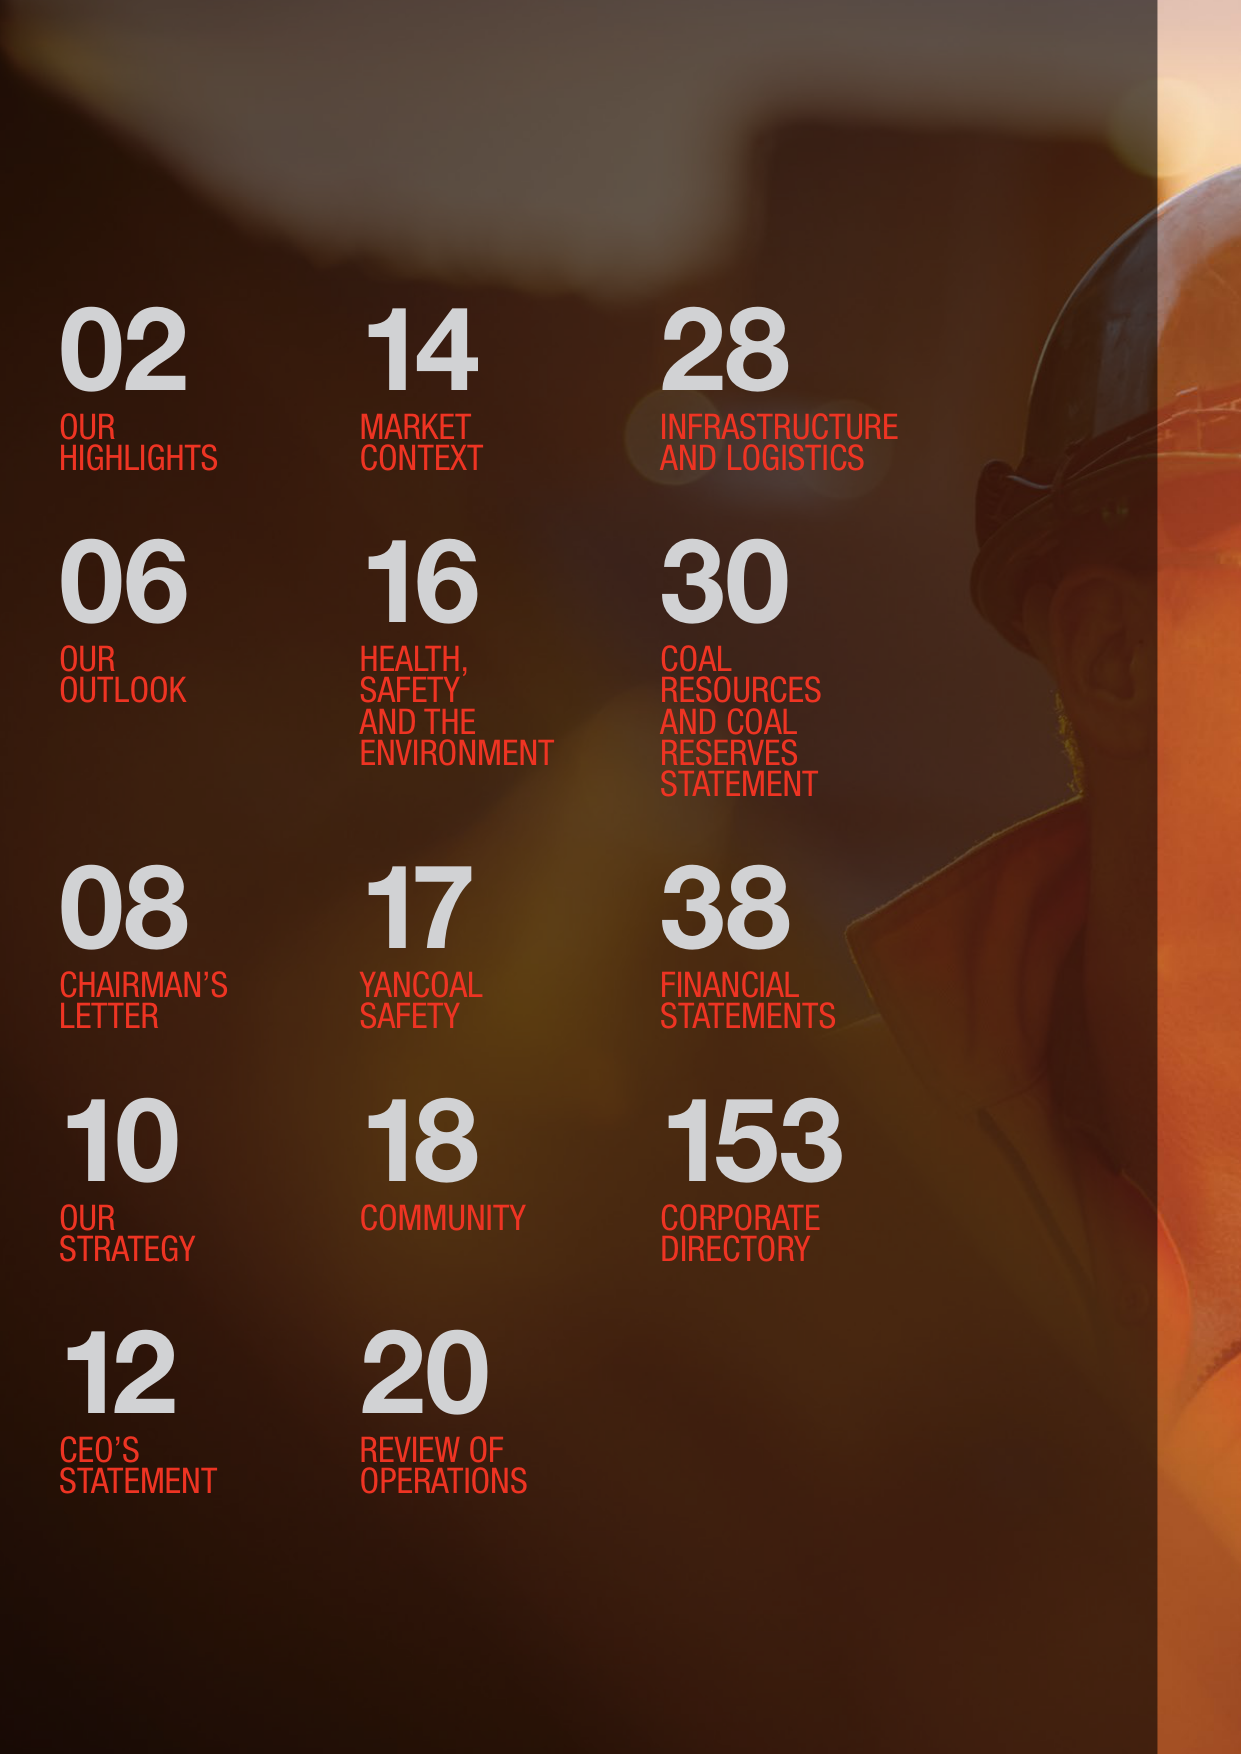 02
OUR
HIGHLIGHTS
06
OUR
OUTLOOK
08
CHAIRMAN'S
LETTER
10
OUR
STRATEGY
12
CEO'S
STATEMENT
14
MARKET
CONTEXT
16
HEALTH,
SAFETY
AND THE
ENVIRONMENT
17
YANCOAL
SAFETY
18
COMMUNITY
20
REVIEW OF
OPERATIONS
28
INFRASTRUCTURE
AND LOGISTICS
30
COAL
RESOURCES
AND COAL
RESERVES
STATEMENT
38
FINANCIAL
STATEMENTS
153
CORPORATE
DIRECTORY